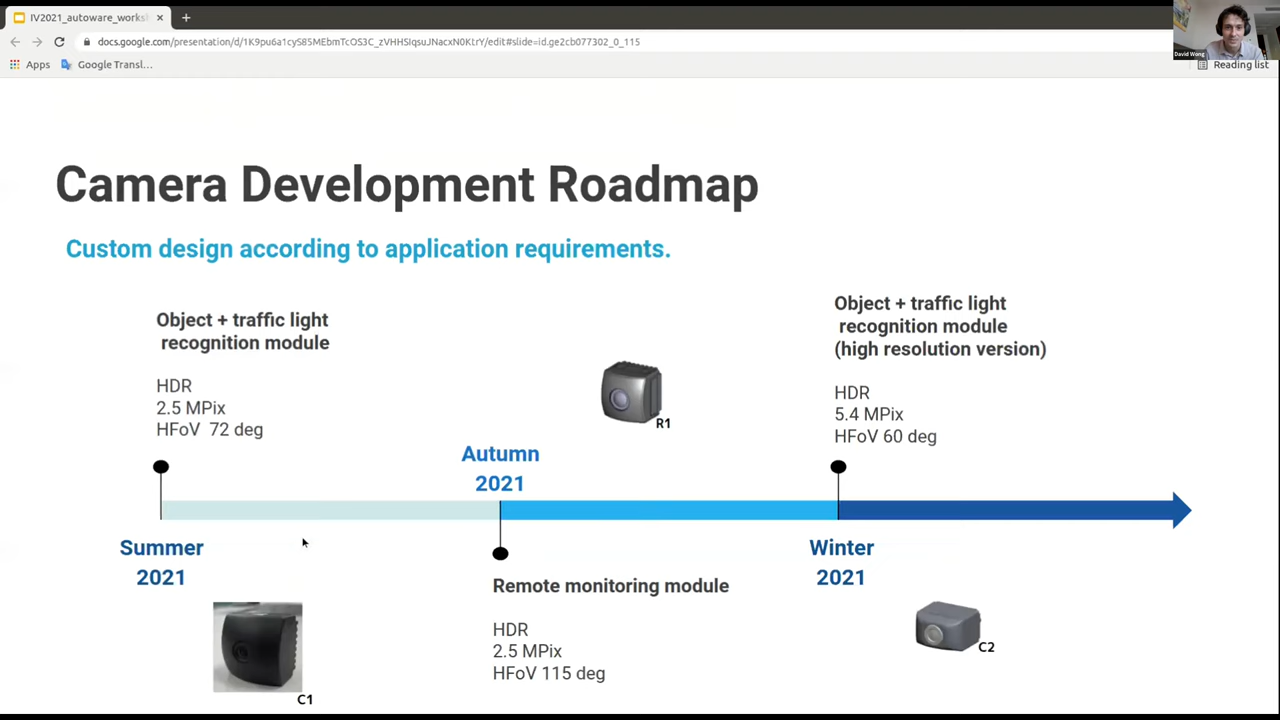 IV2021_autoware_worksh
docs.google.com/presentation/d/1K9pu6a1cyS85MEbmTcOS3C_zVHHSIqsuJNacxN0KtrY/edit#slide=id.ge2cb077302_0_115
David Wong
Apps
Google Transl...
Reading list
Camera Development Roadmap
Custom design according to application requirements.
Object + traffic light
recognition module
HDR
2.5 MPix
HFoV 72 deg
Summer
2021
C1
Autumn
2021
R1
Remote monitoring module
HDR
2.5 MPix
HFoV 115 deg
Object + traffic light
recognition module
(high resolution version)
HDR
5.4 MPix
HFoV 60 deg
Winter
2021
C2